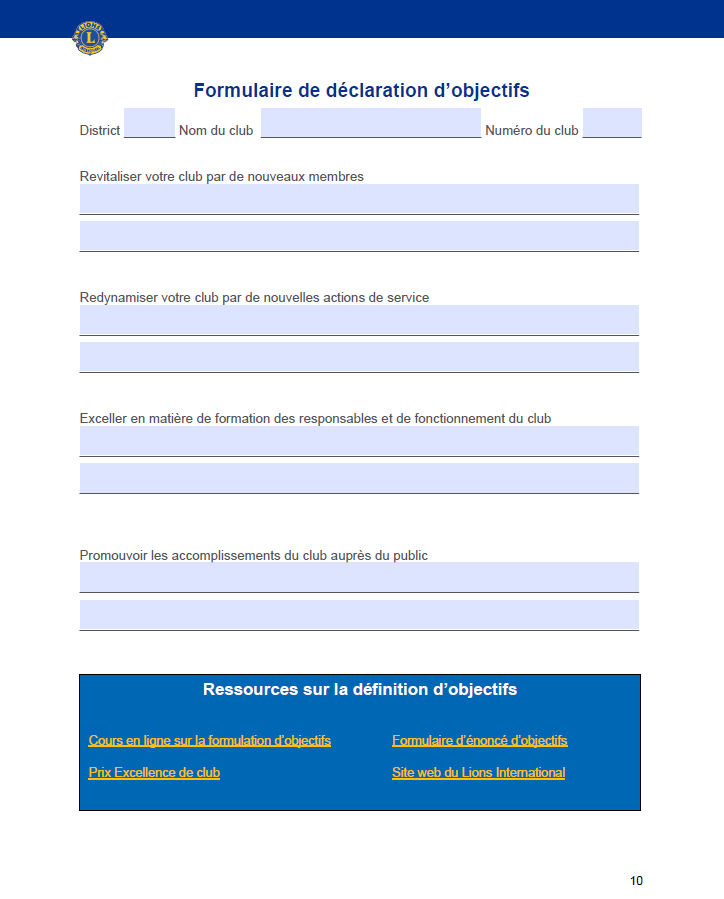 LIONS
L
Formulaire de déclaration d'objectifs
District Nom du club Numéro du club
Revitaliser votre club par de nouveaux membres
Redynamiser votre club par de nouvelles actions de service
Exceller en matière de formation des responsables et de fonctionnement du club
Promouvoir les accomplissements du club auprès du public
Ressources sur la définition d'objectifs
Cours en ligne sur la formulation d'objectifs Formulaire d'énoncé d'objectifs
Prix Excellence de club Site web du Lions International
10